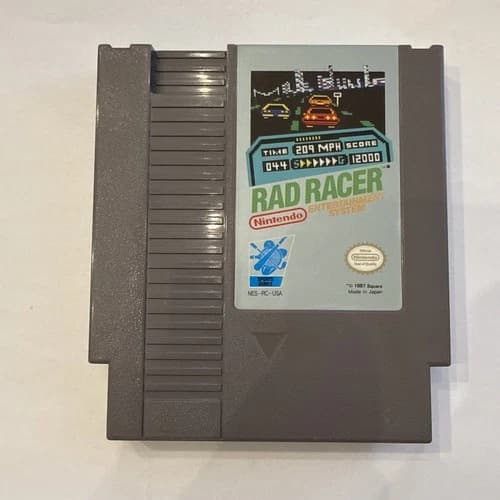 TIME 209 MPH SCORE
044 S G 12000
RAD RACER
Nintendo ENTERTAINMENT SYSTEM
Nintendo
NES-RC-USA
© 1987 Square
Made in Japan